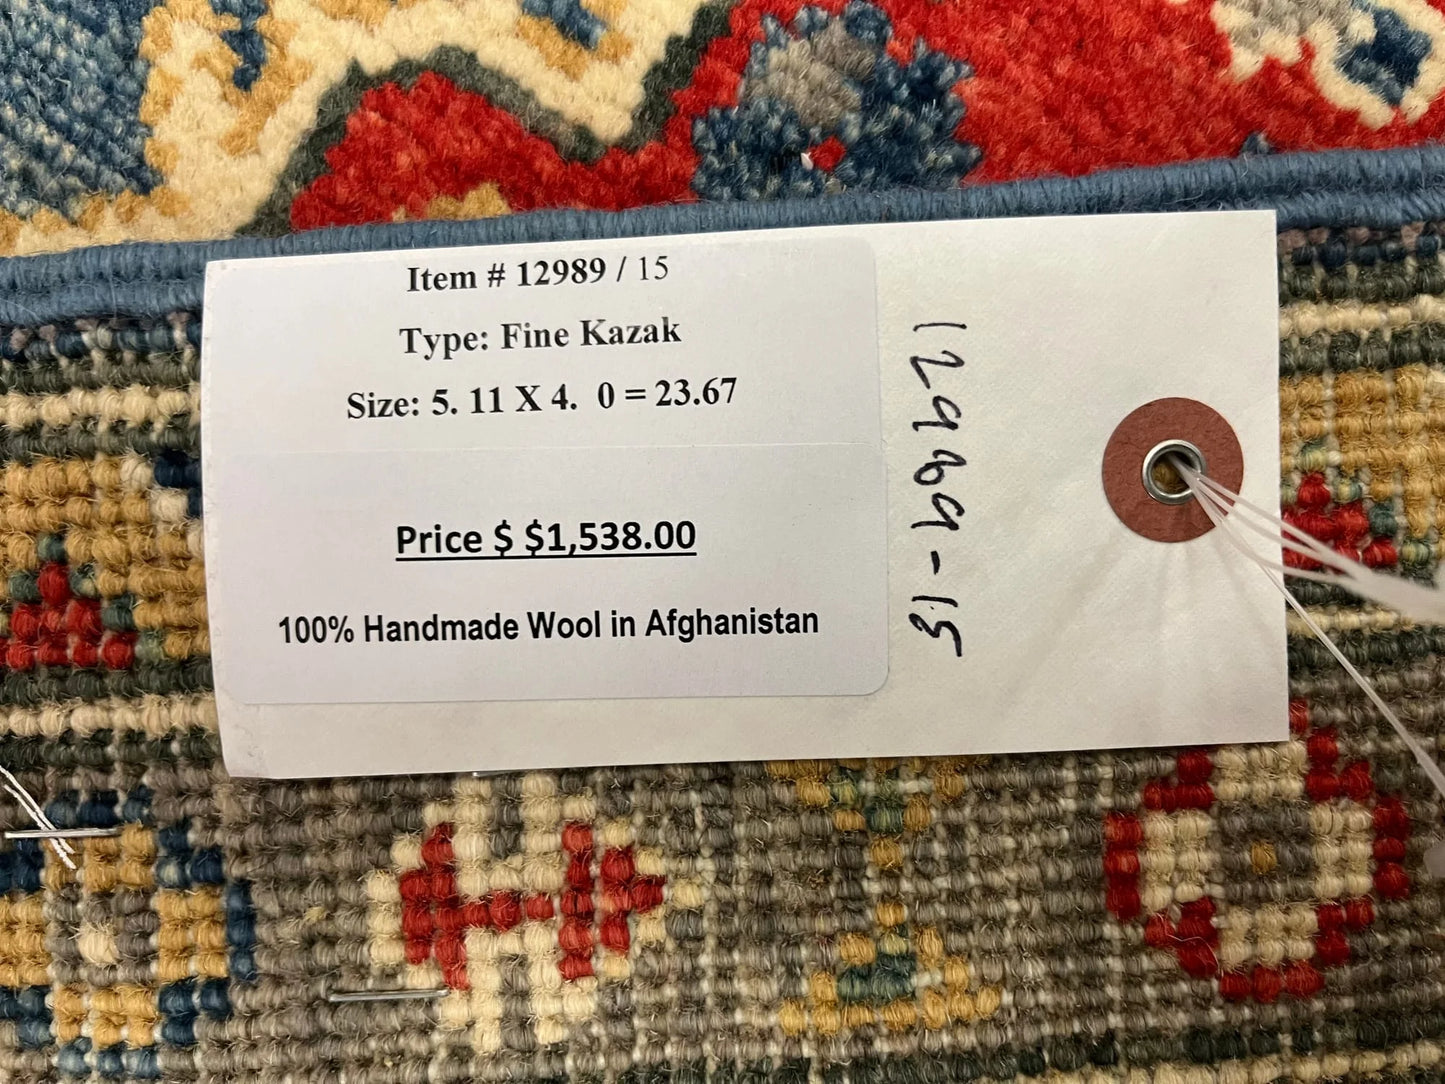 Item # 12989 / 15
Type: Fine Kazak
Size: 5. 11 X 4. 0 = 23.67
Price $ $1,538.00
100% Handmade Wool in Afghanistan
12989-15